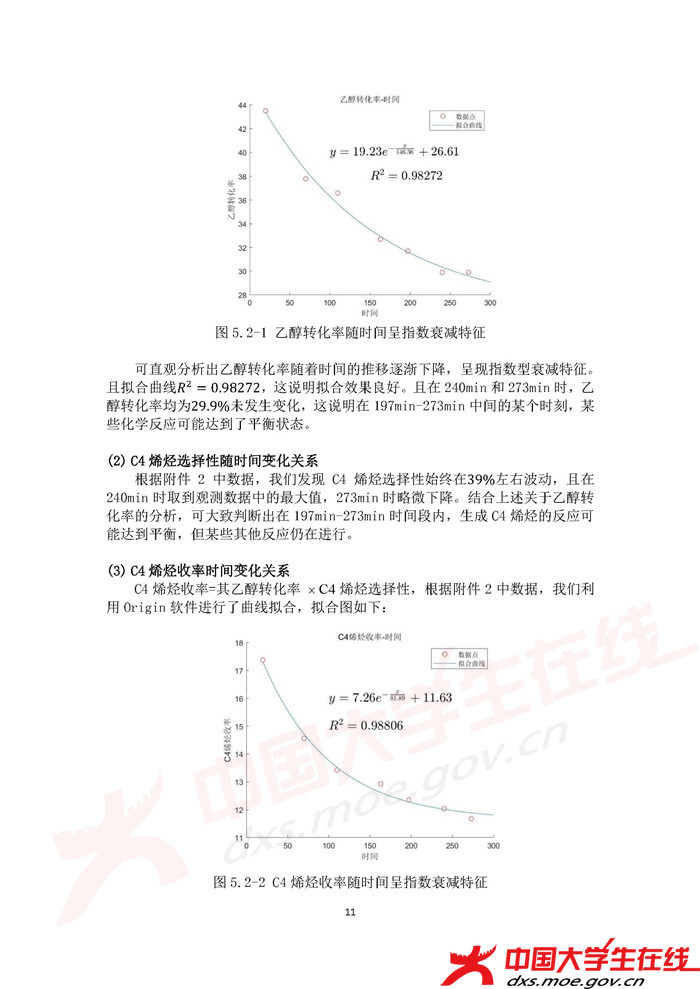 乙醇转化率-时间
数据点
拟合曲线
44
42
40
38
36
34
32
30
28
乙醇转化率
y = 19.23e^{-\frac{x}{146.36}} + 26.61
R² = 0.98272
0 50 100 150 200 250 300
时间
图 5.2-1 乙醇转化率随时间呈指数衰减特征
可直观分析出乙醇转化率随着时间的推移逐渐下降，呈现指数型衰减特征。
且拟合曲线R² = 0.98272，这说明拟合效果良好。且在 240min 和 273min 时，乙
醇转化率均为29.9%未发生变化，这说明在 197min-273min 中间的某个时刻，某
些化学反应可能达到了平衡状态。
(2) C4 烯烃选择性随时间变化关系
根据附件 2 中数据，我们发现 C4 烯烃选择性始终在39%左右波动，且在
240min 时取到观测数据中的最大值，273min 时略微下降。结合上述关于乙醇转
化率的分析，可大致判断出在 197min-273min 时间段内，生成 C4 烯烃的反应可
能达到平衡，但某些其他反应仍在进行。
(3) C4 烯烃收率时间变化关系
C4 烯烃收率=其乙醇转化率 ×C4 烯烃选择性，根据附件 2 中数据，我们利
用 Origin 软件进行了曲线拟合，拟合图如下：
C4烯烃收率-时间
数据点
拟合曲线
18
17
16
15
14
13
12
11
C4烯烃收率
y = 7.26e^{-\frac{x}{81.89}} + 11.63
R² = 0.98806
0 50 100 150 200 250 300
时间
中国大学生在线
dxs.moe.gov.cn
图 5.2-2 C4 烯烃收率随时间呈指数衰减特征
11
中国大学生在线
dxs.moe.gov.cn